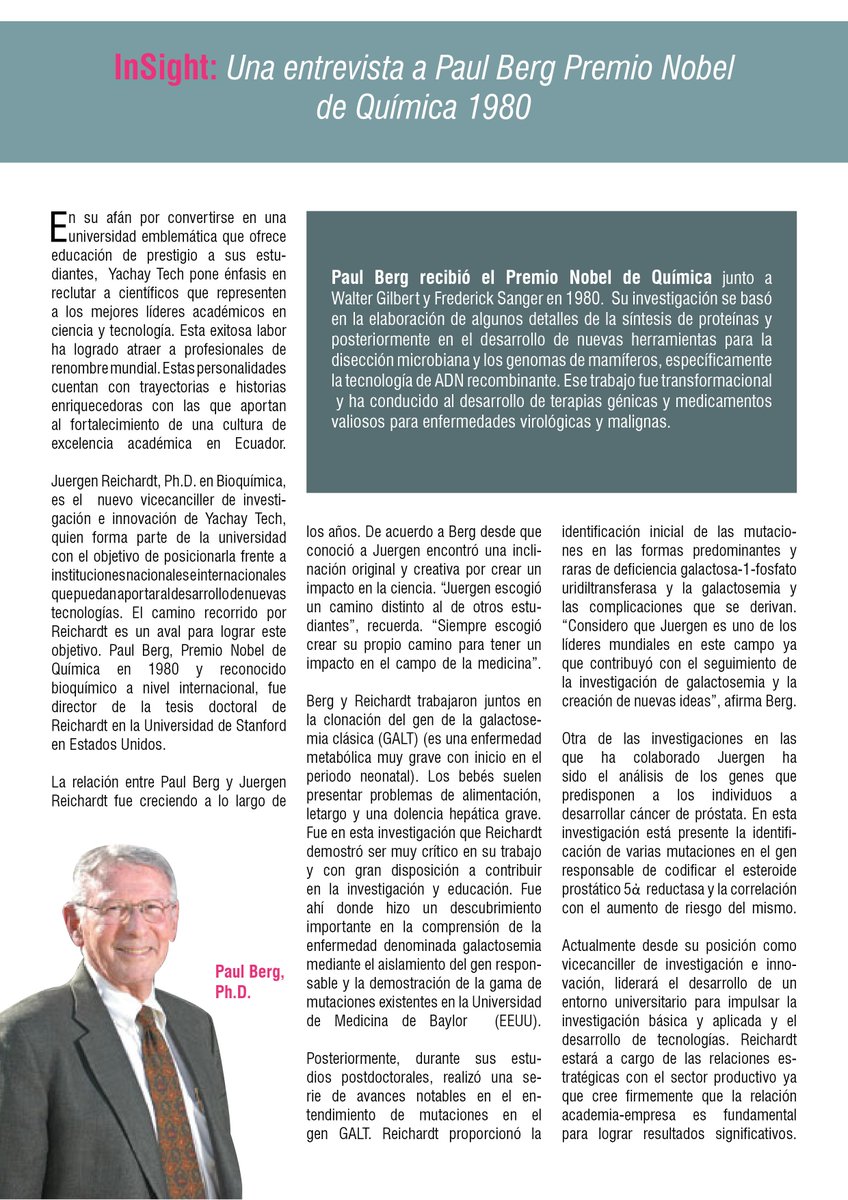 InSight: Una entrevista a Paul Berg Premio Nobel
de Química 1980
En su afán por convertirse en una
universidad emblemática que ofrece
educación de prestigio a sus estu-
diantes, Yachay Tech pone énfasis en
reclutar a científicos que representen
a los mejores líderes académicos en
ciencia y tecnología. Esta exitosa labor
ha logrado atraer a profesionales de
renombre mundial. Estas personalidades
cuentan con trayectorias e historias
enriquecedoras con las que aportan
al fortalecimiento de una cultura de
excelencia académica en Ecuador.
Juergen Reichardt, Ph.D. en Bioquímica,
es el nuevo vicecanciller de investi-
gación e innovación de Yachay Tech,
quien forma parte de la universidad
con el objetivo de posicionarla frente a
instituciones nacionales e internacionales
que puedan aportar al desarrollo de nuevas
tecnologías. El camino recorrido por
Reichardt es un aval para lograr este
objetivo. Paul Berg, Premio Nobel de
Química en 1980 y reconocido
bioquímico a nivel internacional, fue
director de la tesis doctoral de
Reichardt en la Universidad de Stanford
en Estados Unidos.
La relación entre Paul Berg y Juergen
Reichardt fue creciendo a lo largo de
Paul Berg,
Ph.D.
Paul Berg recibió el Premio Nobel de Química junto a
Walter Gilbert y Frederick Sanger en 1980. Su investigación se basó
en la elaboración de algunos detalles de la síntesis de proteínas y
posteriormente en el desarrollo de nuevas herramientas para la
disección microbiana y los genomas de mamíferos, específicamente
la tecnología de ADN recombinante. Ese trabajo fue transformacional
y ha conducido al desarrollo de terapias génicas y medicamentos
valiosos para enfermedades virológicas y malignas.
los años. De acuerdo a Berg desde que
conoció a Juergen encontró una incli-
nación original y creativa por crear un
impacto en la ciencia. “Juergen escogió
un camino distinto al de otros estu-
diantes”, recuerda. “Siempre escogió
crear su propio camino para tener un
impacto en el campo de la medicina”.
Berg y Reichardt trabajaron juntos en
la clonación del gen de la galactose-
mia clásica (GALT) (es una enfermedad
metabólica muy grave con inicio en el
periodo neonatal). Los bebés suelen
presentar problemas de alimentación,
letargo y una dolencia hepática grave.
Fue en esta investigación que Reichardt
demostró ser muy crítico en su trabajo
y con gran disposición a contribuir
en la investigación y educación. Fue
ahí donde hizo un descubrimiento
importante en la comprensión de la
enfermedad denominada galactosemia
mediante el aislamiento del gen respon-
sable y la demostración de la gama de
mutaciones existentes en la Universidad
de Medicina de Baylor (EEUU).
Posteriormente, durante sus estu-
dios postdoctorales, realizó una se-
rie de avances notables en el en-
tendimiento de mutaciones en el
gen GALT. Reichardt proporcionó la
identificación inicial de las mutacio-
nes en las formas predominantes y
raras de deficiencia galactosa-1-fosfato
uridiltransferasa y la galactosemia y
las complicaciones que se derivan.
“Considero que Juergen es uno de los
líderes mundiales en este campo ya
que contribuyó con el seguimiento de
la investigación de galactosemia y la
creación de nuevas ideas”, afirma Berg.
Otra de las investigaciones en las
que ha colaborado Juergen ha
sido el análisis de los genes que
predisponen a los individuos a
desarrollar cáncer de próstata. En esta
investigación está presente la identifi-
cación de varias mutaciones en el gen
responsable de codificar el esteroide
prostático 5ά reductasa y la correlación
con el aumento de riesgo del mismo.
Actualmente desde su posición como
vicecanciller de investigación e inno-
vación, liderará el desarrollo de un
entorno universitario para impulsar la
investigación básica y aplicada y el
desarrollo de tecnologías. Reichardt
estará a cargo de las relaciones es-
tratégicas con el sector productivo ya
que cree firmemente que la relación
academia-empresa es fundamental
para lograr resultados significativos.